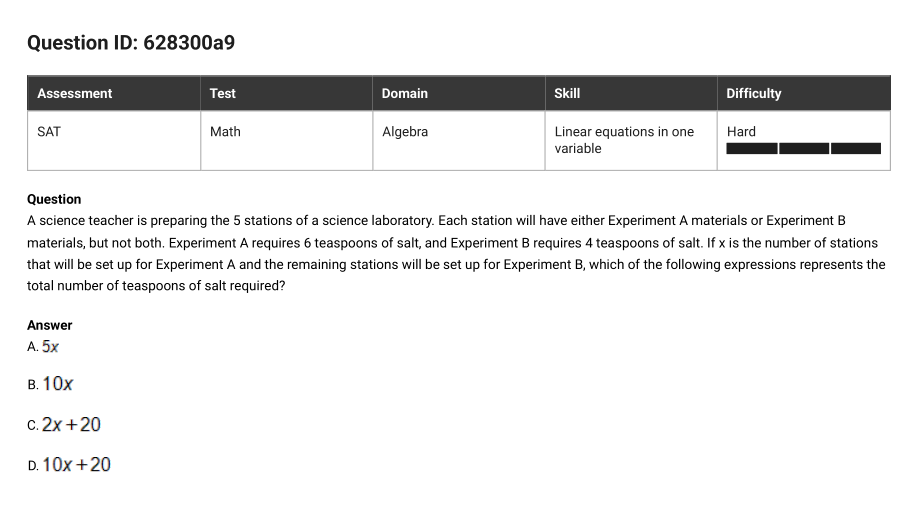 Question ID: 628300a9
Assessment Test Domain Skill Difficulty
SAT Math Algebra Linear equations in one variable Hard
Question
A science teacher is preparing the 5 stations of a science laboratory. Each station will have either Experiment A materials or Experiment B
materials, but not both. Experiment A requires 6 teaspoons of salt, and Experiment B requires 4 teaspoons of salt. If x is the number of stations
that will be set up for Experiment A and the remaining stations will be set up for Experiment B, which of the following expressions represents the
total number of teaspoons of salt required?
Answer
A. 5x
B. 10x
C. 2x + 20
D. 10x + 20